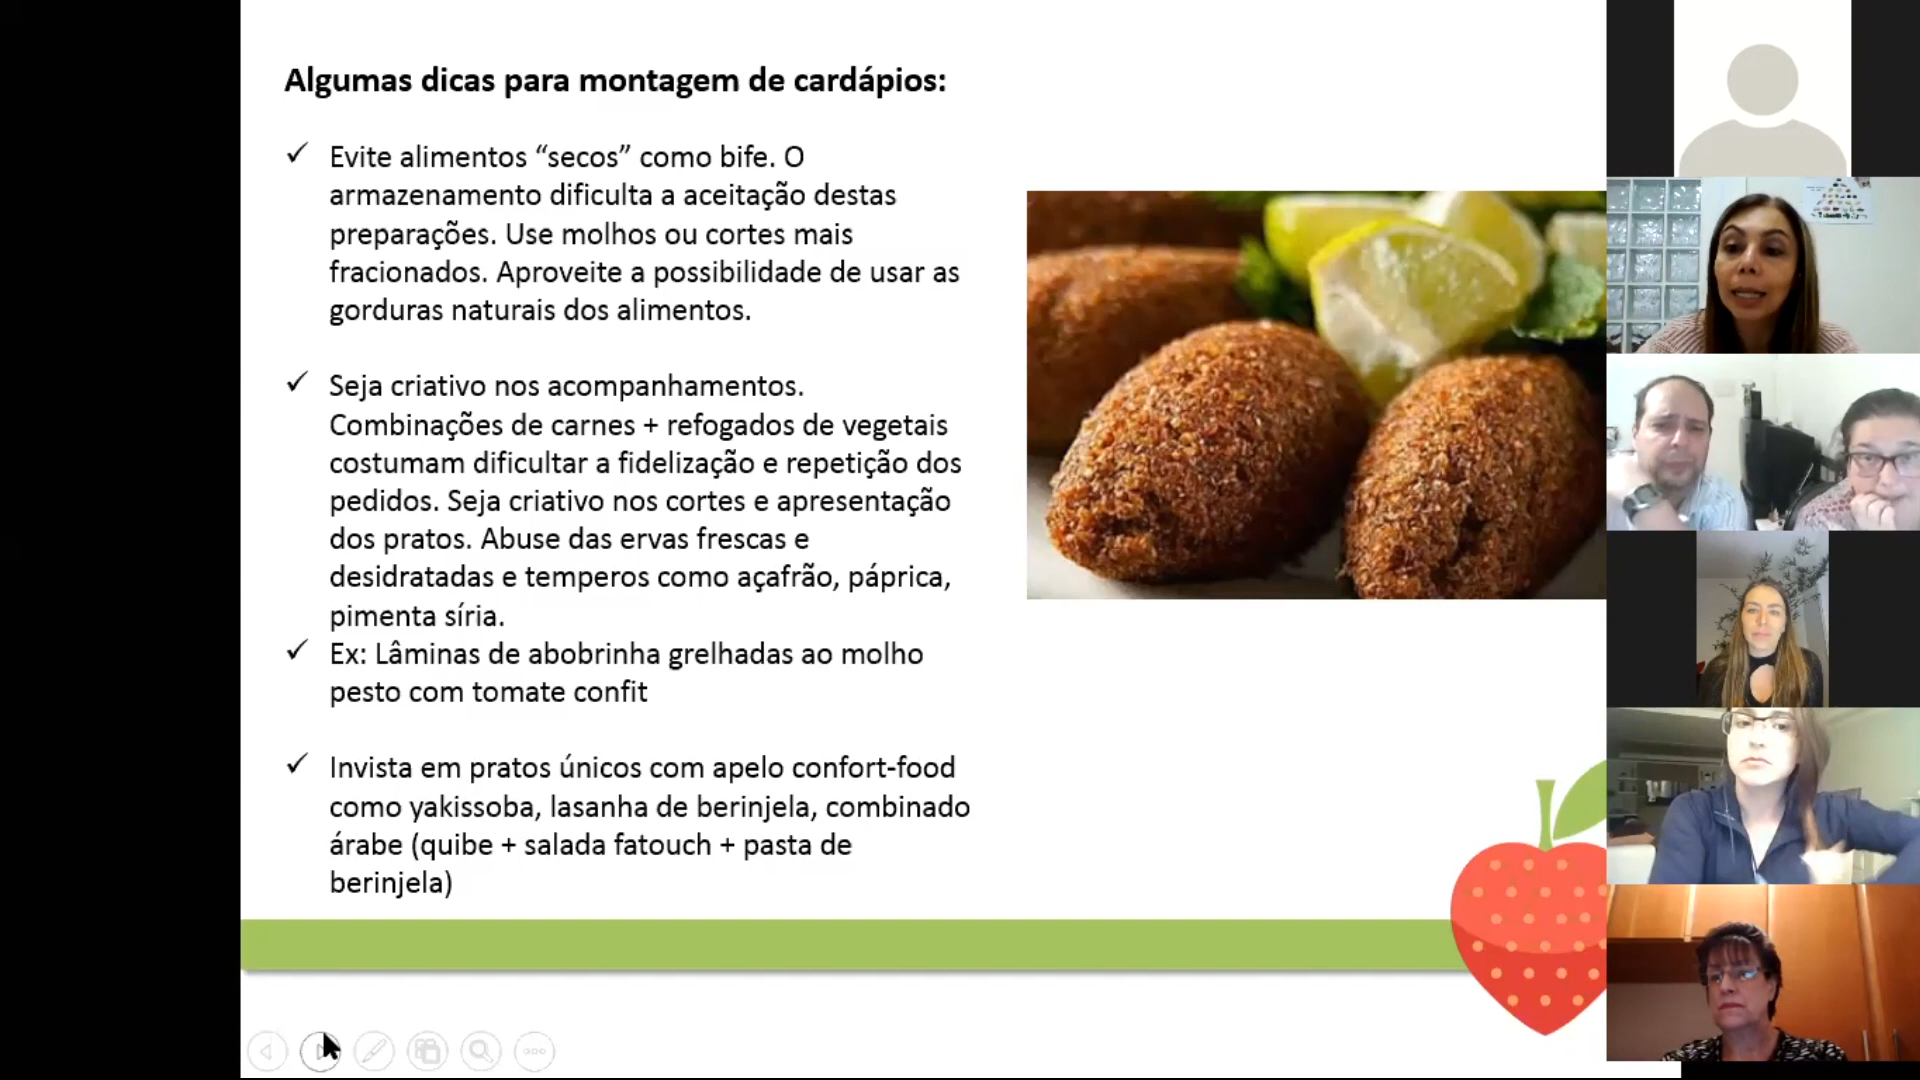 Algumas dicas para montagem de cardápios:
✓ Evite alimentos “secos” como bife. O
armazenamento dificulta a aceitação destas
preparações. Use molhos ou cortes mais
fracionados. Aproveite a possibilidade de usar as
gorduras naturais dos alimentos.
✓ Seja criativo nos acompanhamentos.
Combinações de carnes + refogados de vegetais
costumam dificultar a fidelização e repetição dos
pedidos. Seja criativo nos cortes e apresentação
dos pratos. Abuse das ervas frescas e
desidratadas e temperos como açafrão, páprica,
pimenta síria.
✓ Ex: Lâminas de abobrinha grelhadas ao molho
pesto com tomate confit
✓ Invista em pratos únicos com apelo confort-food
como yakissoba, lasanha de berinjela, combinado
árabe (quibe + salada fatouch + pasta de
berinjela)